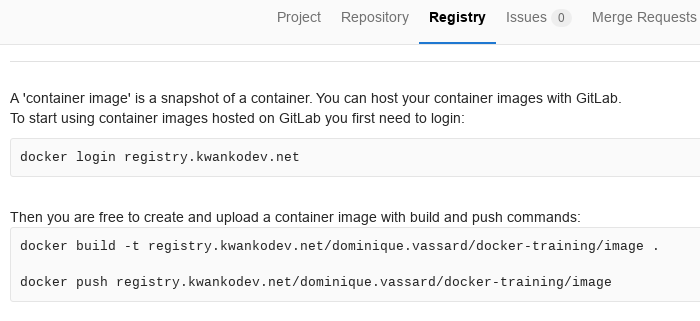 Project Repository Registry Issues 0 Merge Requests
A 'container image' is a snapshot of a container. You can host your container images with GitLab.
To start using container images hosted on GitLab you first need to login:
docker login registry.kwankodev.net
Then you are free to create and upload a container image with build and push commands:
docker build -t registry.kwankodev.net/dominique.vassard/docker-training/image .
docker push registry.kwankodev.net/dominique.vassard/docker-training/image